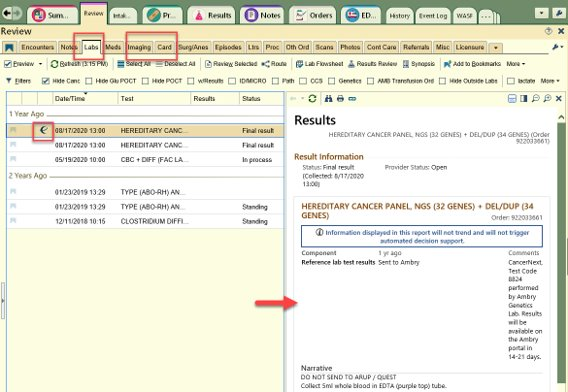 Sum... Review Intak... Pr... Results Notes Orders ED... History Event Log WASF
Review
Encounters Notes Labs Meds Imaging Card Surg/Anes Episodes Ltrs Proc Oth Ord Scans Photos Cont Care Referrals Misc Licensure
Preview Refresh (3:15 PM) Select All Deselect All Review Selected Route Lab Flowsheet Results Review Synopsis Add to Bookmarks More
Filters Hide Canc Hide Glu POCT Hide POCT w/Results ID/MICRO Path CCS Genetics AMB Transfusion Ord Hide Outside Labs lactate More
Date/Time Test Results Status
1 Year Ago
08/17/2020 13:00 HEREDITARY CANC... Final result
08/17/2020 13:00 HEREDITARY CANC... Final result
05/19/2020 10:00 CBC + DIFF (FAC LA... In process
2 Years Ago
01/23/2019 13:29 TYPE (ABO-RH) AN...
01/23/2019 13:29 TYPE (ABO-RH) AN... Standing
12/11/2018 10:15 CLOSTRIDIUM DIFFI... Standing
Results
HEREDITARY CANCER PANEL, NGS (32 GENES) + DEL/DUP (Order
922033661)
Result Information
Status: Final result
(Collected: 8/17/2020
13:00)
Provider Status: Open
HEREDITARY CANCER PANEL, NGS (32 GENES) + DEL/DUP (34
GENES)
Order: 922033661
Information displayed in this report will not trend and will not trigger
automated decision support.
Component 1 yr ago Comments
Reference lab test results Sent to Ambry CancerNext,
Test Code
8824
performed
by Ambry
Genetics
Lab. Results
will be
available on
the Ambry
portal in
14-21 days.
Narrative
DO NOT SEND TO ARUP / QUEST
Collect 5ml whole blood in EDTA (purple top) tube.